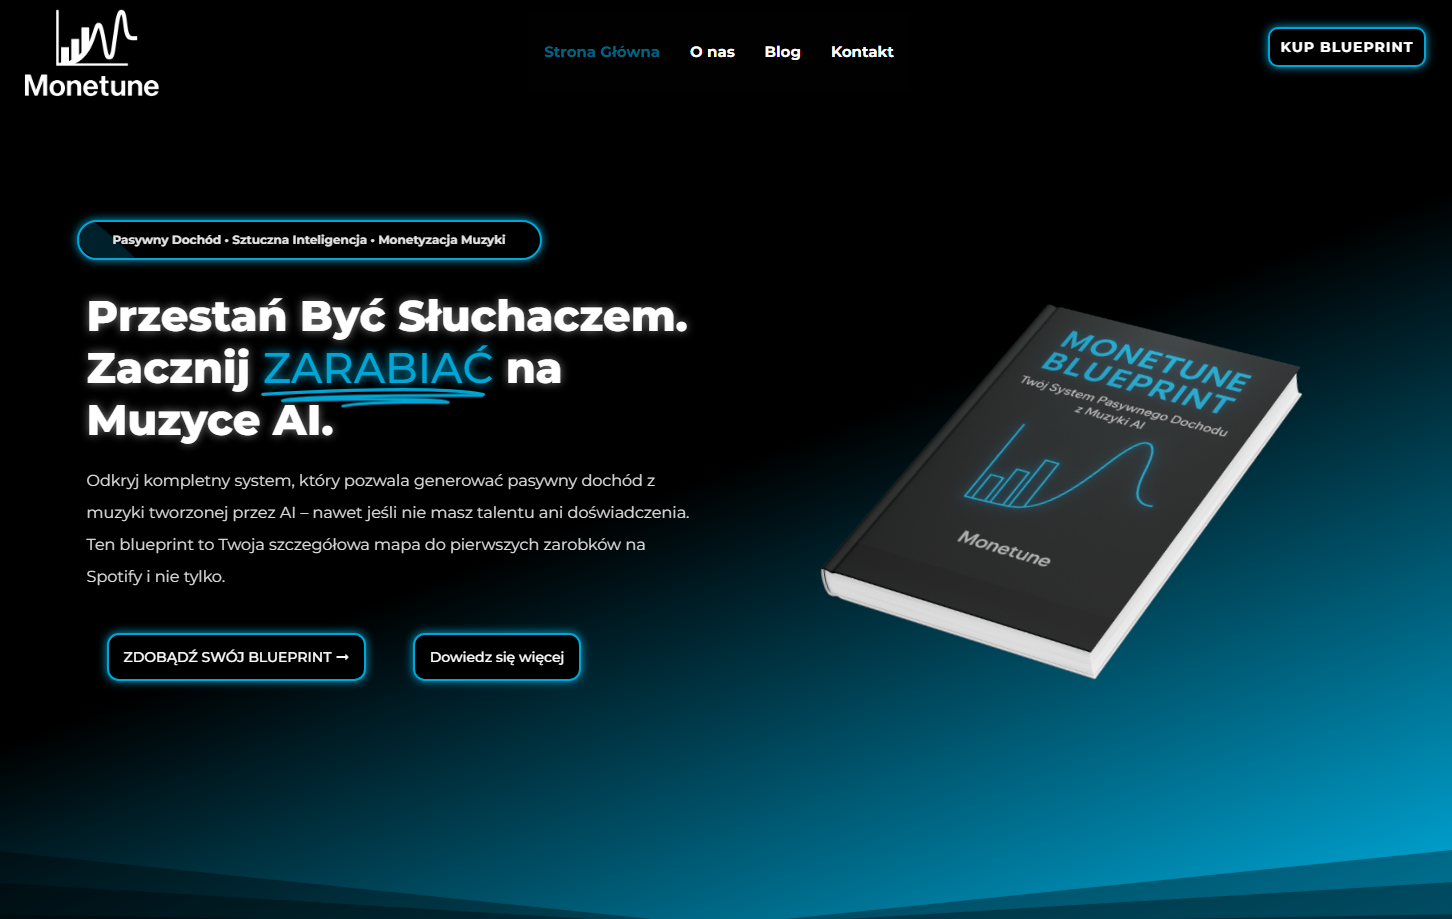 Monetune
Strona Główna
O nas
Blog
Kontakt
KUP BLUEPRINT
Pasywny Dochód • Sztuczna Inteligencja • Monetyzacja Muzyki
Przestań Być Słuchaczem.
Zacznij ZARABIAĆ na
Muzyce AI.
Odkryj kompletny system, który pozwala generować pasywny dochód z
muzyki tworzonej przez AI – nawet jeśli nie masz talentu ani doświadczenia.
Ten blueprint to Twoja szczegółowa mapa do pierwszych zarobków na
Spotify i nie tylko.
ZDOBĄDŹ SWÓJ BLUEPRINT →
Dowiedz się więcej
MONETUNE
BLUEPRINT
Twój System Pasywnego Dochodu
z Muzyki AI
Monetune